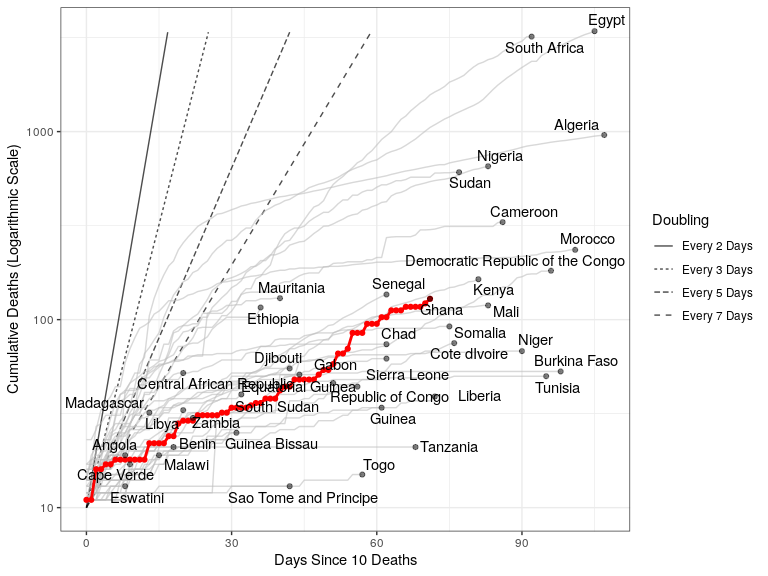 Egypt
South Africa
Algeria
Nigeria
Sudan
Cameroon
Morocco
Democratic Republic of the Congo
Mauritania
Senegal
Kenya
Ghana
Mali
Ethiopia
Chad
Somalia
Niger
Cote dIvoire
Djibouti
Gabon
Burkina Faso
Sierra Leone
Tunisia
Central African Republic
Equatorial Guinea
Republic of Congo
Liberia
Madagascar
South Sudan
Guinea
Libya
Zambia
Angola
Benin
Guinea Bissau
Tanzania
Malawi
Togo
Cape Verde
Eswatini
Sao Tome and Principe
1000
100
10
0
30
60
90
Days Since 10 Deaths
Cumulative Deaths (Logarithmic Scale)
Doubling
Every 2 Days
Every 3 Days
Every 5 Days
Every 7 Days